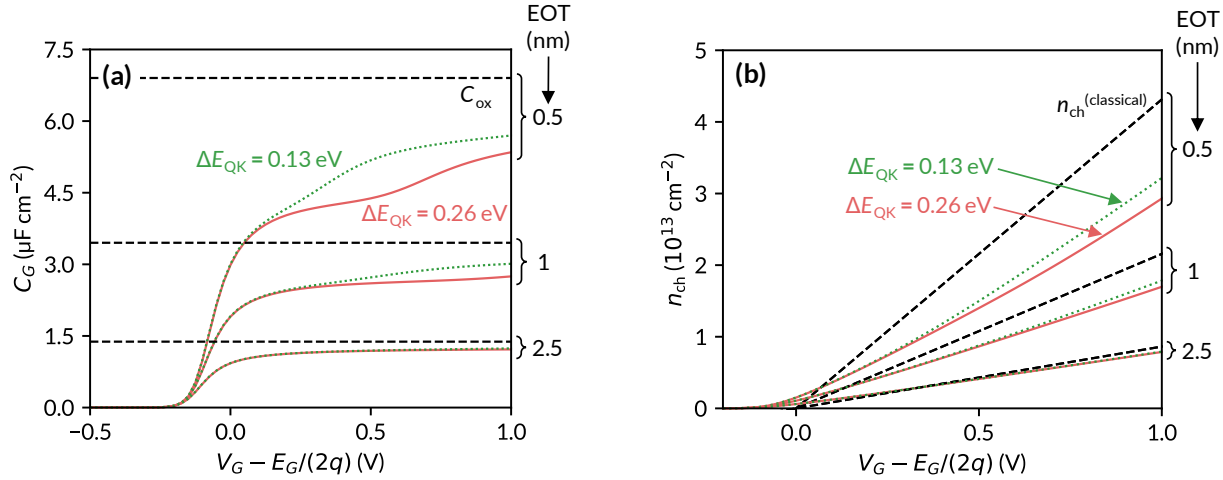 EOT
(nm)
7.5
(a)
C_ox
6.0
0.5
ΔE_QK = 0.13 eV
4.5
ΔE_QK = 0.26 eV
C_G (µF cm⁻²)
3.0
1
1.5
2.5
0.0
−0.5 0.0 0.5 1.0
V_G − E_G/(2q) (V)
EOT
(nm)
5
(b)
n_ch^(classical)
4
0.5
ΔE_QK = 0.13 eV
3
ΔE_QK = 0.26 eV
n_ch (10¹³ cm⁻²)
2
1
1
2.5
0
0.0 0.5 1.0
V_G − E_G/(2q) (V)